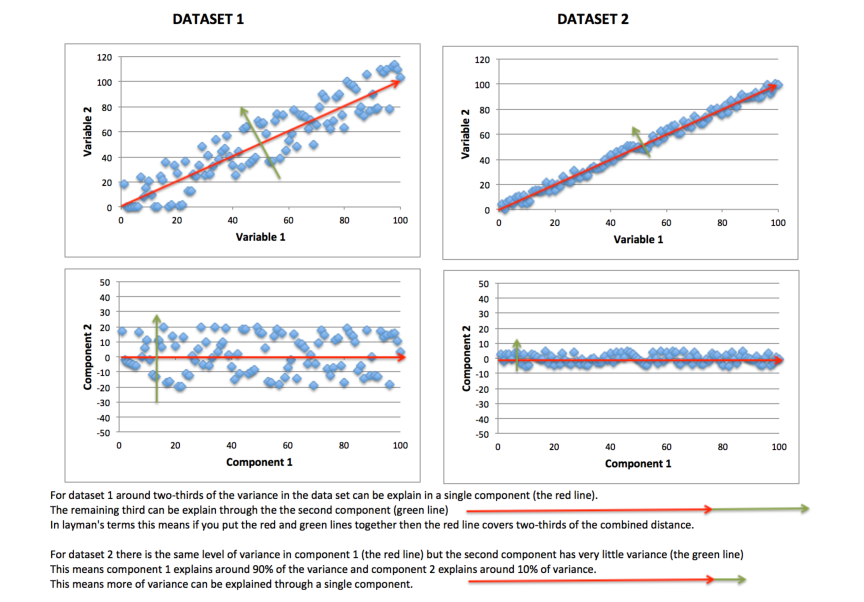 DATASET 1
DATASET 2
120
100
80
60
40
20
0
Variable 2
0 20 40 60 80 100
Variable 1
120
100
80
60
40
20
0
Variable 2
0 20 40 60 80 100
Variable 1
50
40
30
20
10
0
-10
-20
-30
-40
-50
Component 2
0 20 40 60 80 100
Component 1
50
40
30
20
10
0
-10
-20
-30
-40
-50
Component 2
0 20 40 60 80 100
Component 1
For dataset 1 around two-thirds of the variance in the data set can be explain in a single component (the red line).
The remaining third can be explain through the the second component (green line)
In layman's terms this means if you put the red and green lines together then the red line covers two-thirds of the combined distance.
For dataset 2 there is the same level of variance in component 1 (the red line) but the second component has very little variance (the green line)
This means component 1 explains around 90% of the variance and component 2 explains around 10% of variance.
This means more of variance can be explained through a single component.